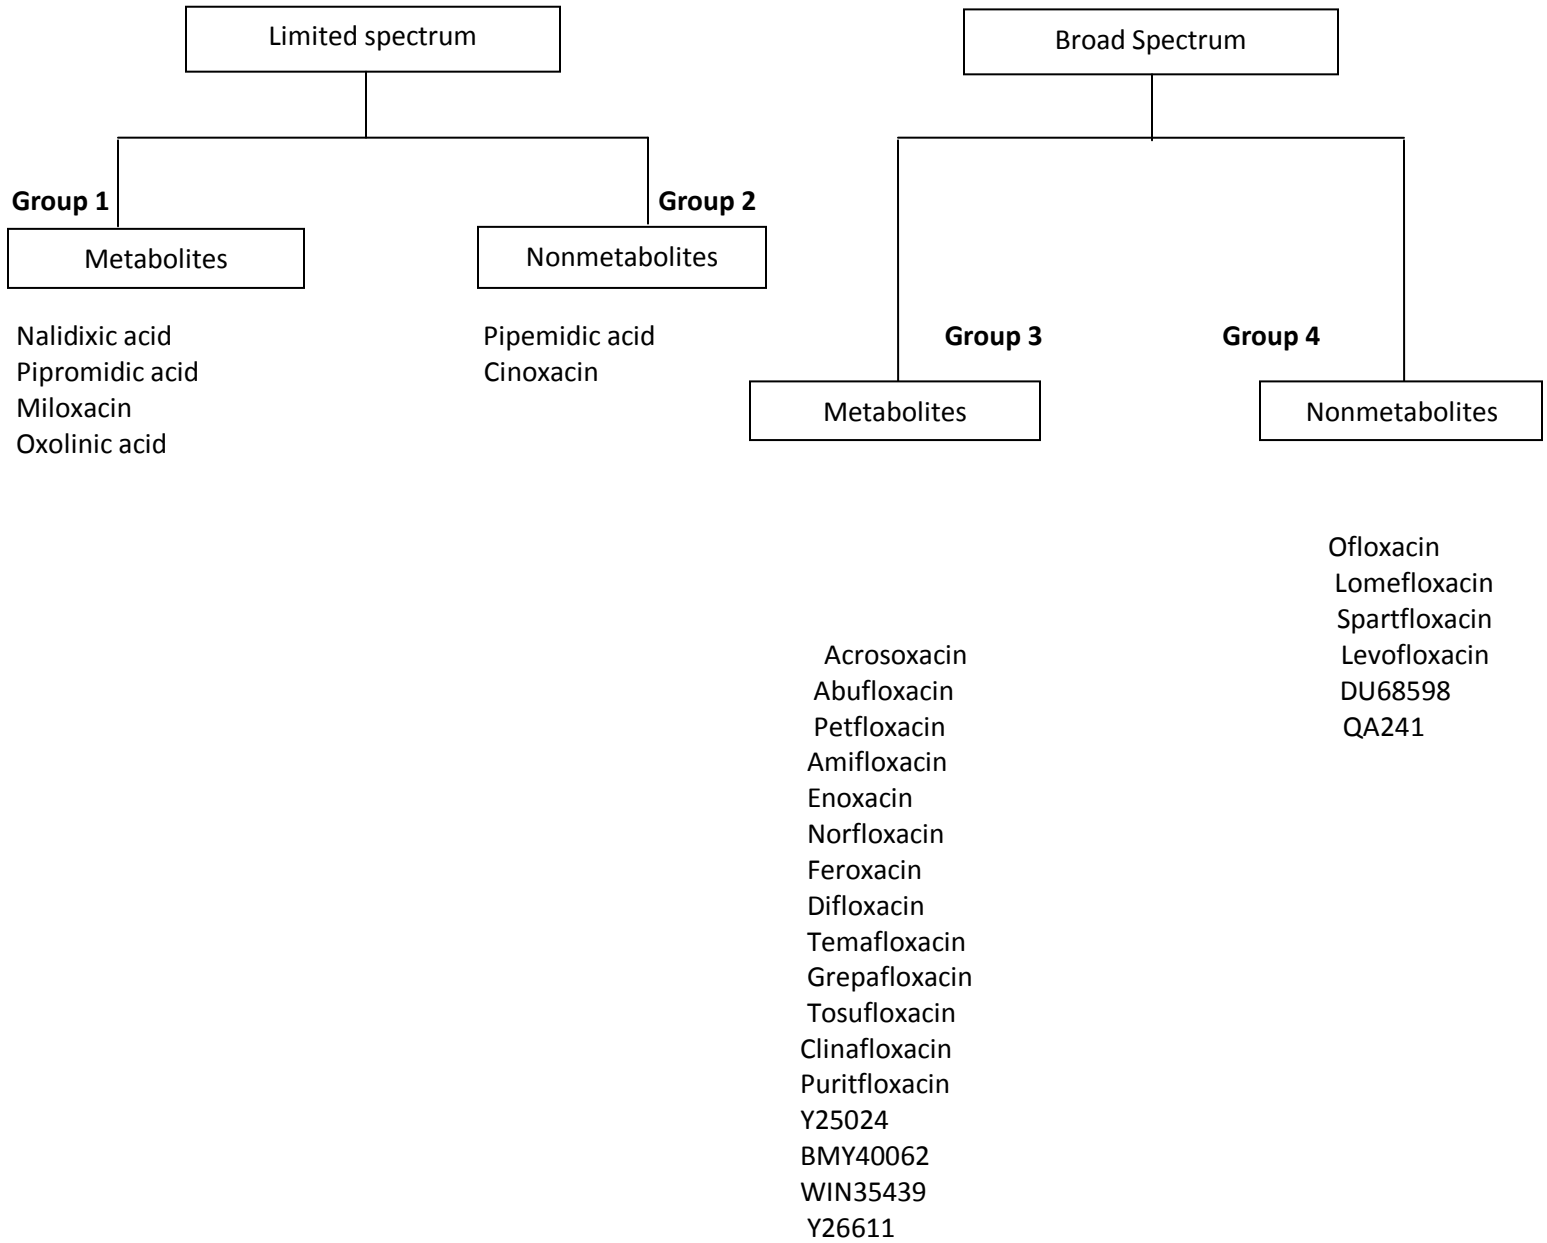 Limited spectrum
Broad Spectrum
Group 1
Group 2
Metabolites
Nonmetabolites
Nalidixic acid
Pipromidic acid
Miloxacin
Oxolinic acid
Pipemidic acid
Cinoxacin
Group 3
Group 4
Metabolites
Nonmetabolites
Acrosoxacin
Abufloxacin
Petfloxacin
Amifloxacin
Enoxacin
Norfloxacin
Feroxacin
Difloxacin
Temafloxacin
Grepafloxacin
Tosufloxacin
Clinafloxacin
Puritfloxacin
Y25024
BMY40062
WIN35439
Y26611
Ofloxacin
Lomefloxacin
Spartfloxacin
Levofloxacin
DU68598
QA241